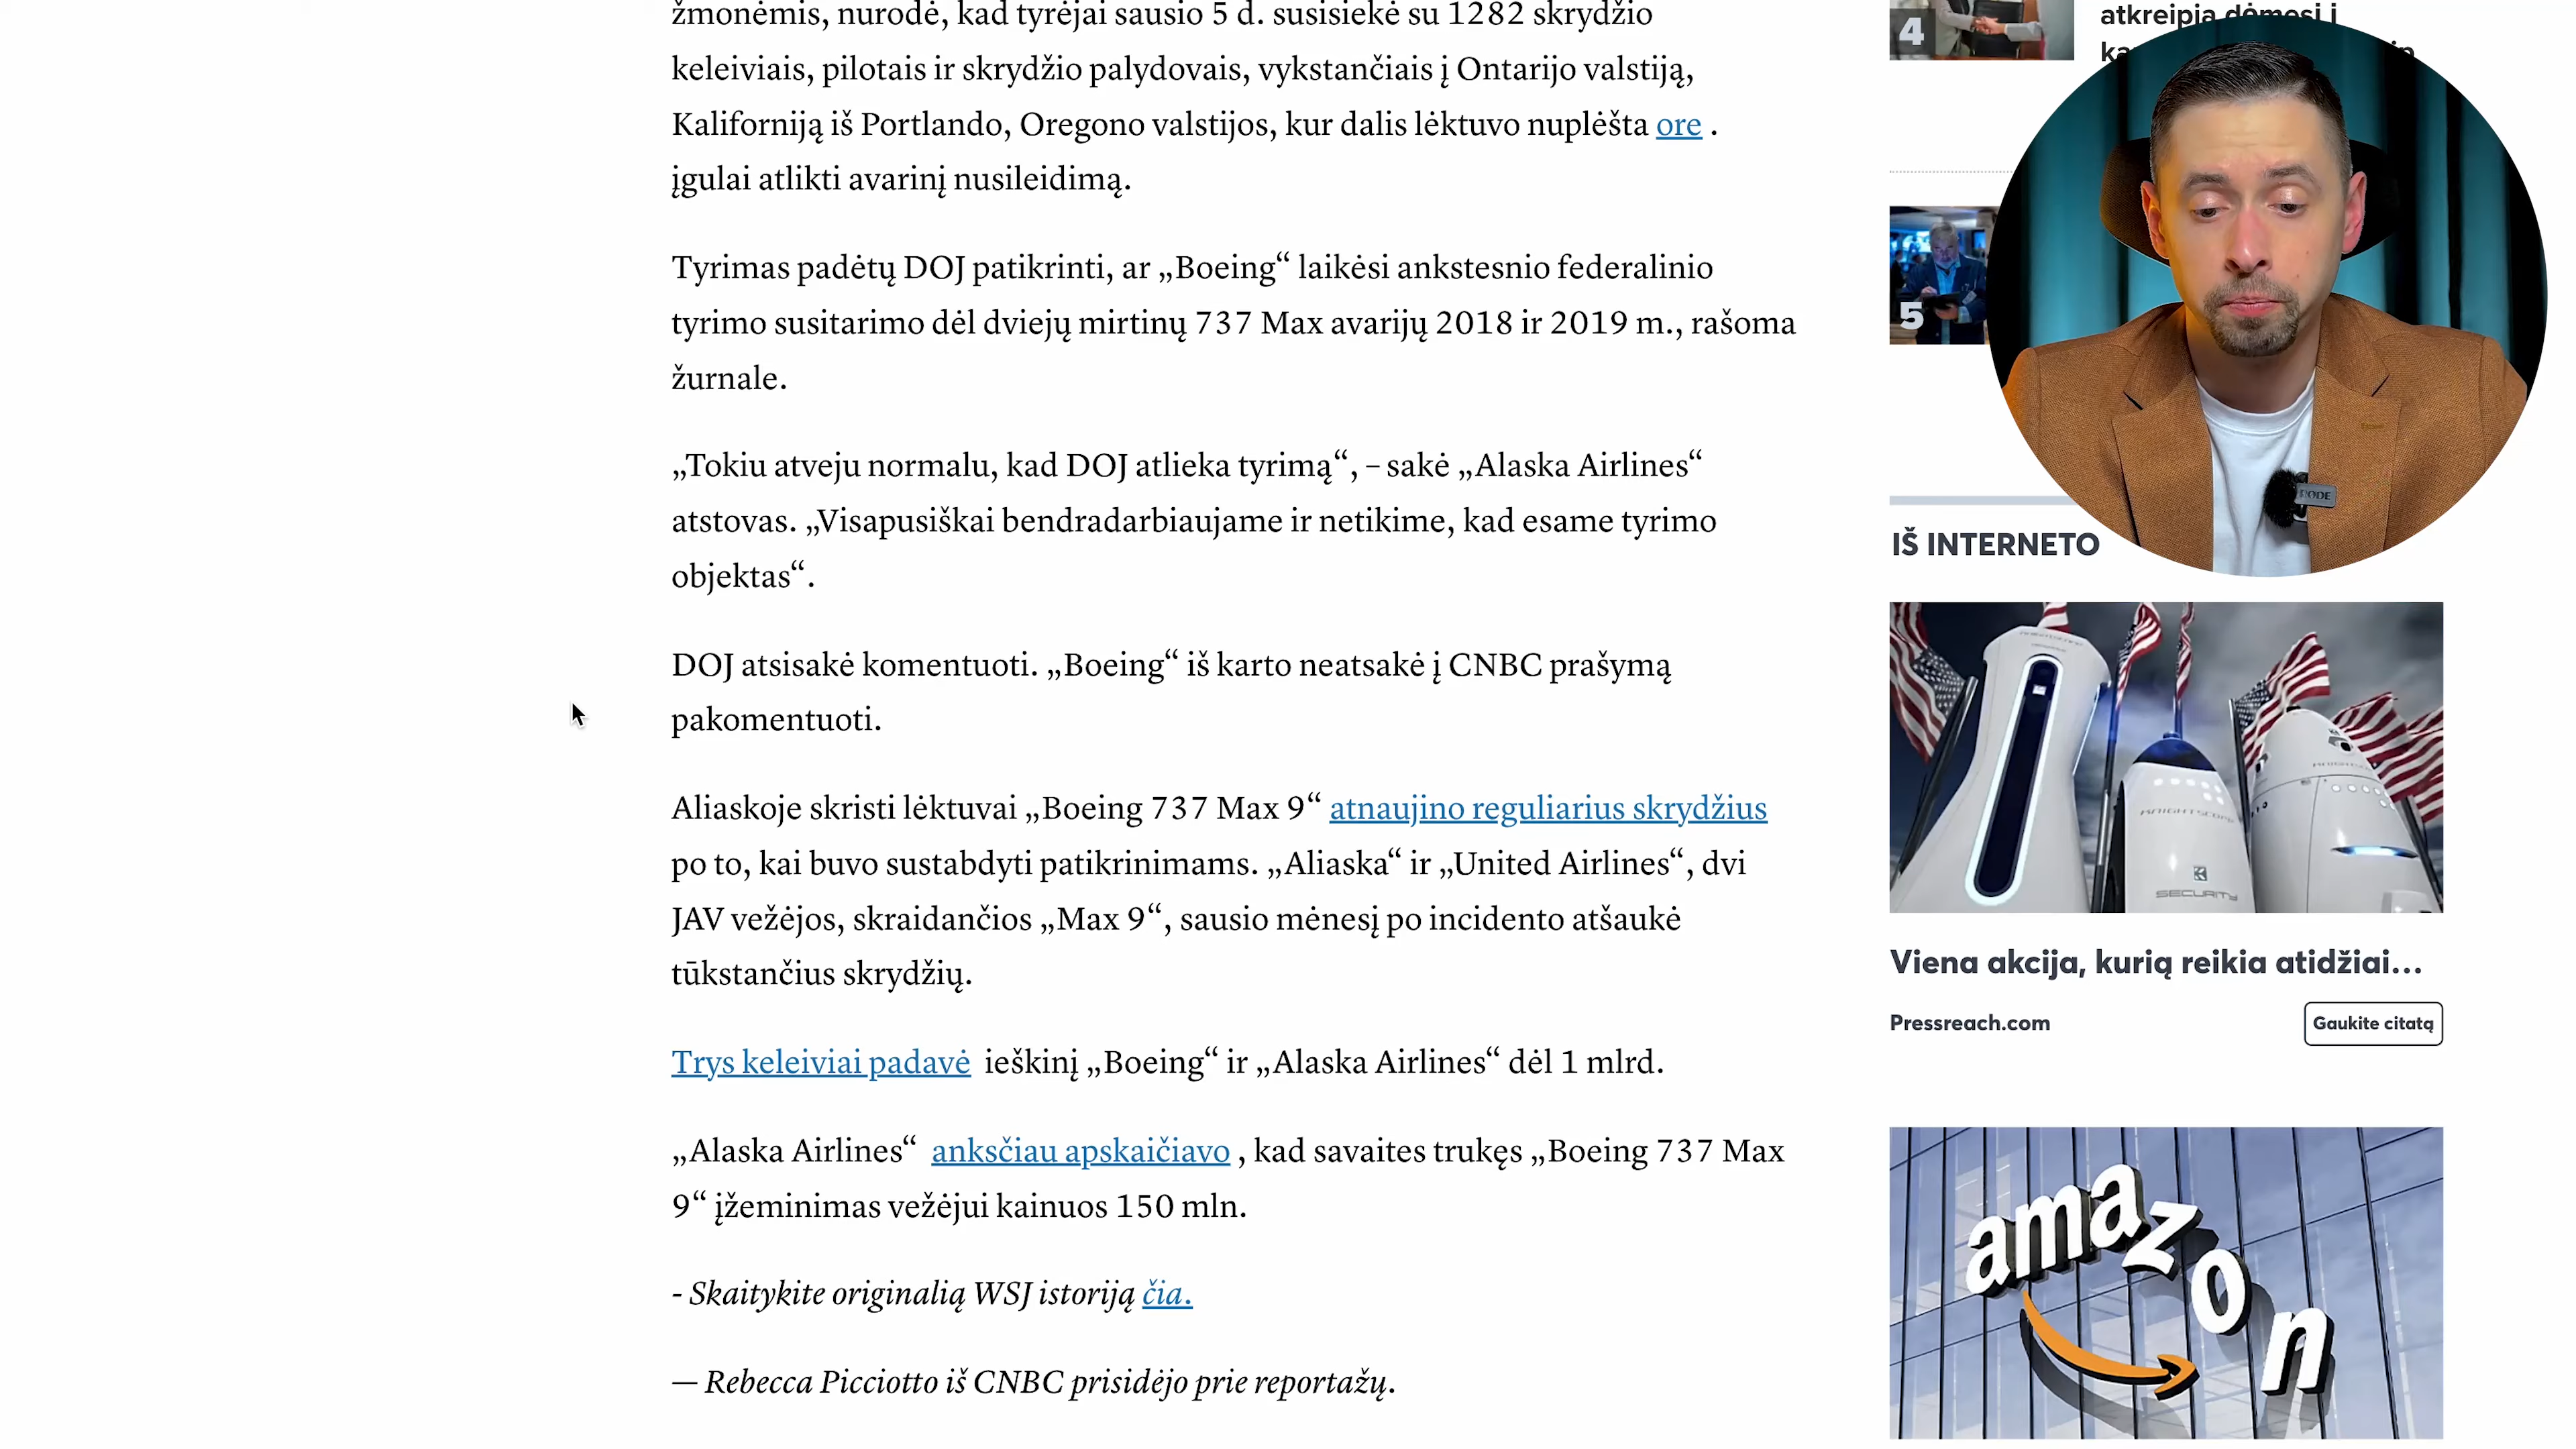 žmonėmis, nurodė, kad tyrėjai sausio 5 d. susisiekė su 1282 skrydžio
keleiviais, pilotais ir skrydžio palydovais, vykstančiais į Ontarijo valstiją,
Kaliforniją iš Portlando, Oregono valstijos, kur dalis lėktuvo nuplėšta ore .
įgulai atlikti avarinį nusileidimą.
Tyrimas padėtų DOJ patikrinti, ar „Boeing“ laikėsi ankstesnio federalinio
tyrimo susitarimo dėl dviejų mirtinų 737 Max avarijų 2018 ir 2019 m., rašoma
žurnale.
„Tokiu atveju normalu, kad DOJ atlieka tyrimą“, – sakė „Alaska Airlines“
atstovas. „Visapusiškai bendradarbiaujame ir netikime, kad esame tyrimo
objektas“.
DOJ atsisakė komentuoti. „Boeing“ iš karto neatsakė į CNBC prašymą
pakomentuoti.
Aliaskoje skristi lėktuvai „Boeing 737 Max 9“ atnaujino reguliarius skrydžius
po to, kai buvo sustabdyti patikrinimams. „Aliaska“ ir „United Airlines“, dvi
JAV vežėjos, skraidančios „Max 9“, sausio mėnesį po incidento atšaukė
tūkstančius skrydžių.
Trys keleiviai padavė ieškinį „Boeing“ ir „Alaska Airlines“ dėl 1 mlrd.
„Alaska Airlines“ anksčiau apskaičiavo , kad savaites trukęs „Boeing 737 Max
9“ įžeminimas vežėjui kainuos 150 mln.
- Skaitykite originalią WSJ istoriją čia.
— Rebecca Picciotto iš CNBC prisidėjo prie reportažų.
4
atkreipia dėmesį į
5
RODE
IŠ INTERNETO
KNIGHTSCOPE
SECURITY
Viena akcija, kurią reikia atidžiai...
Pressreach.com
Gaukite citatą
amazon